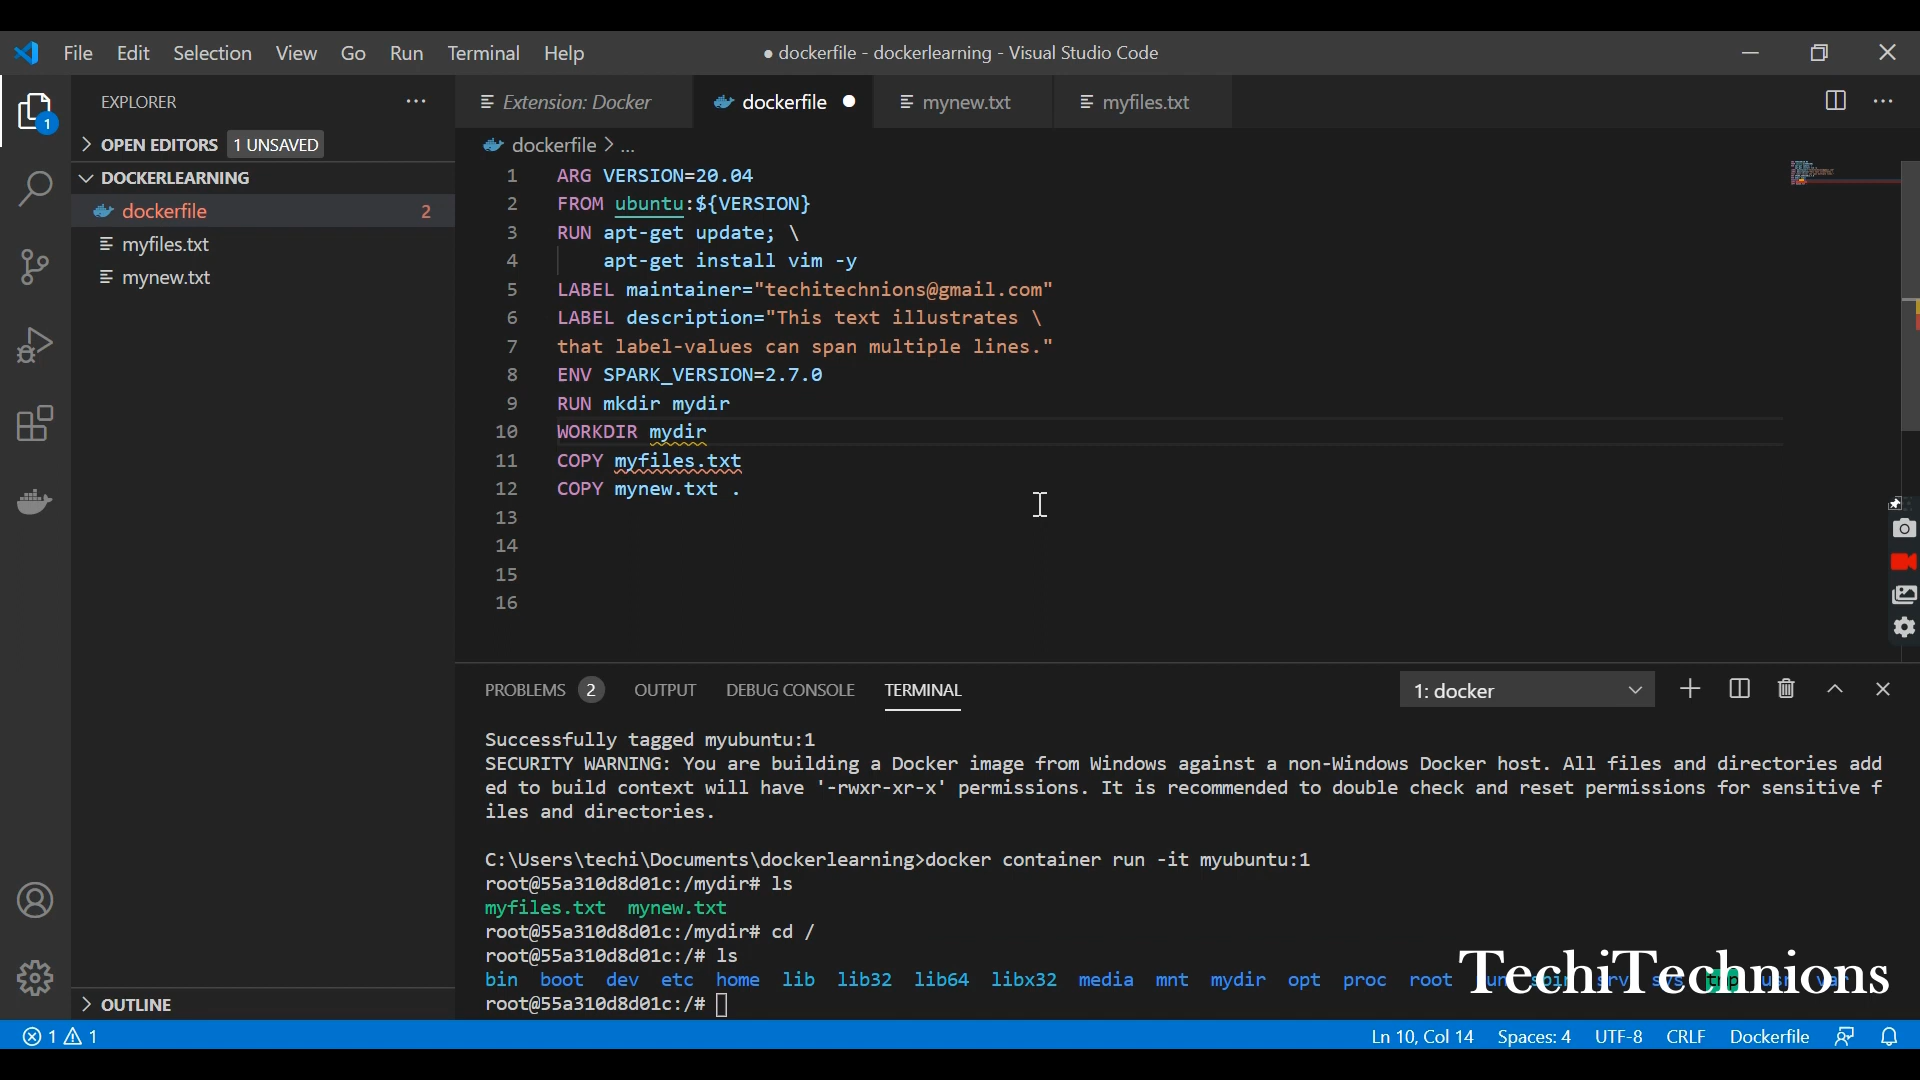 File Edit Selection View Go Run Terminal Help
● dockerfile - dockerlearning - Visual Studio Code
EXPLORER
1
OPEN EDITORS 1 UNSAVED
DOCKERLEARNING
dockerfile 2
myfiles.txt
mynew.txt
OUTLINE
Extension: Docker dockerfile mynew.txt myfiles.txt
dockerfile > ...
1 ARG VERSION=20.04
2 FROM ubuntu:${VERSION}
3 RUN apt-get update; \
4 apt-get install vim -y
5 LABEL maintainer="techitechnions@gmail.com"
6 LABEL description="This text illustrates \
7 that label-values can span multiple lines."
8 ENV SPARK_VERSION=2.7.0
9 RUN mkdir mydir
10 WORKDIR mydir
11 COPY myfiles.txt
12 COPY mynew.txt .
13
14
15
16
PROBLEMS 2 OUTPUT DEBUG CONSOLE TERMINAL 1: docker
Successfully tagged myubuntu:1
SECURITY WARNING: You are building a Docker image from Windows against a non-Windows Docker host. All files and directories add
ed to build context will have '-rwxr-xr-x' permissions. It is recommended to double check and reset permissions for sensitive f
iles and directories.
C:\Users\techi\Documents\dockerlearning>docker container run -it myubuntu:1
root@55a310d8d01c:/mydir# ls
myfiles.txt mynew.txt
root@55a310d8d01c:/mydir# cd /
root@55a310d8d01c:/# ls
bin boot dev etc home lib lib32 lib64 libx32 media mnt mydir opt proc root
root@55a310d8d01c:/#
TechiTechnions
1 1 Ln 10, Col 14 Spaces: 4 UTF-8 CRLF Dockerfile